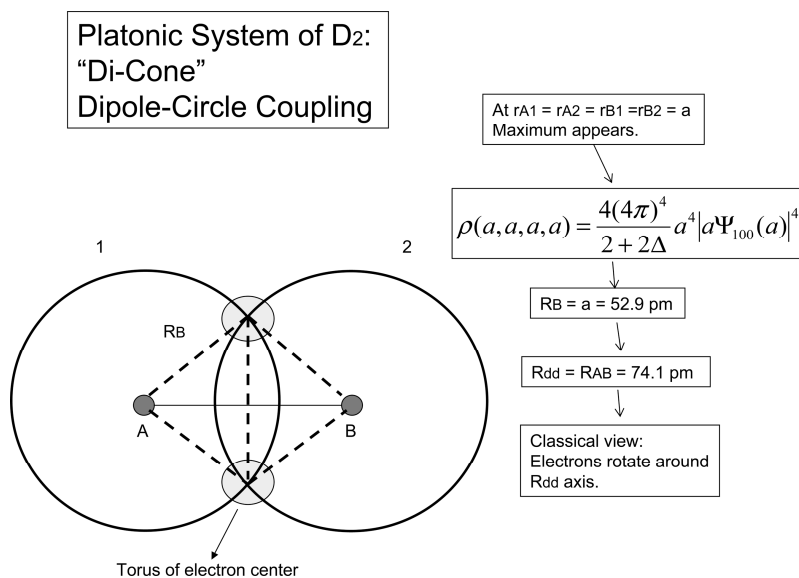 Platonic System of D2:
“Di-Cone”
Dipole-Circle Coupling
At rA1 = rA2 = rB1 =rB2 = a
Maximum appears.
ρ(a,a,a,a) = 4(4π)^4 / (2 + 2Δ) a^4 |aΨ100(a)|^4
1
2
RB = a = 52.9 pm
RB
Rdd = RAB = 74.1 pm
A
B
Classical view:
Electrons rotate around
Rdd axis.
Torus of electron center